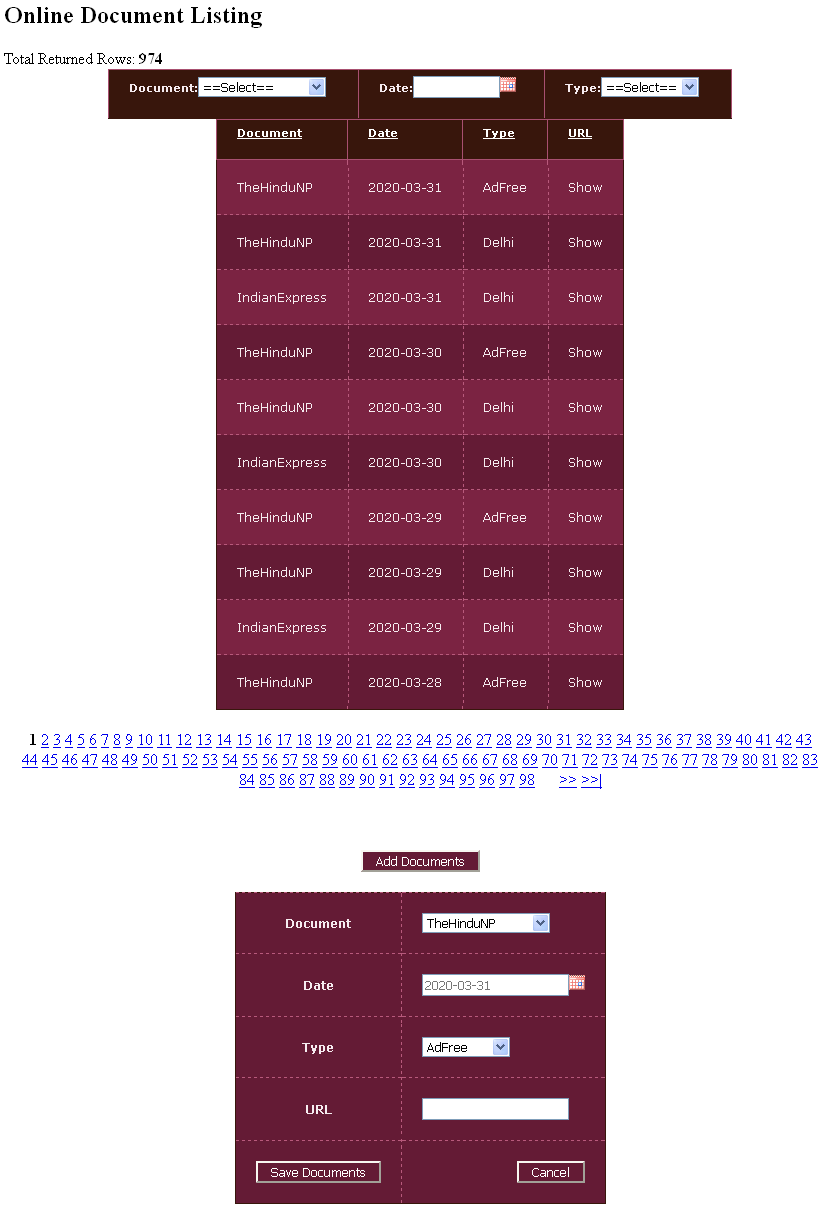 Online Document Listing
Total Returned Rows: 974
Document: ==Select== Date: Type: ==Select==
Document Date Type URL
TheHinduNP 2020-03-31 AdFree Show
TheHinduNP 2020-03-31 Delhi Show
IndianExpress 2020-03-31 Delhi Show
TheHinduNP 2020-03-30 AdFree Show
TheHinduNP 2020-03-30 Delhi Show
IndianExpress 2020-03-30 Delhi Show
TheHinduNP 2020-03-29 AdFree Show
TheHinduNP 2020-03-29 Delhi Show
IndianExpress 2020-03-29 Delhi Show
TheHinduNP 2020-03-28 AdFree Show
1 2 3 4 5 6 7 8 9 10 11 12 13 14 15 16 17 18 19 20 21 22 23 24 25 26 27 28 29 30 31 32 33 34 35 36 37 38 39 40 41 42 43
44 45 46 47 48 49 50 51 52 53 54 55 56 57 58 59 60 61 62 63 64 65 66 67 68 69 70 71 72 73 74 75 76 77 78 79 80 81 82 83
84 85 86 87 88 89 90 91 92 93 94 95 96 97 98 >> >>|
Add Documents
Document TheHinduNP
Date 2020-03-31
Type AdFree
URL
Save Documents Cancel